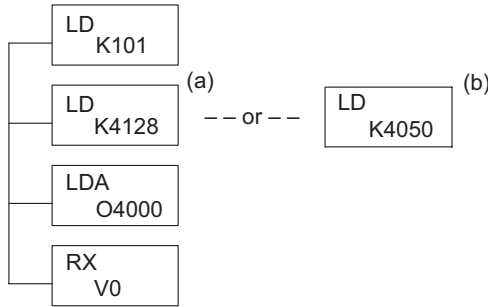 LD
K101
(a)
LD
K4128
– – or – –
(b)
LD
K4050
LDA
O4000
RX
V0